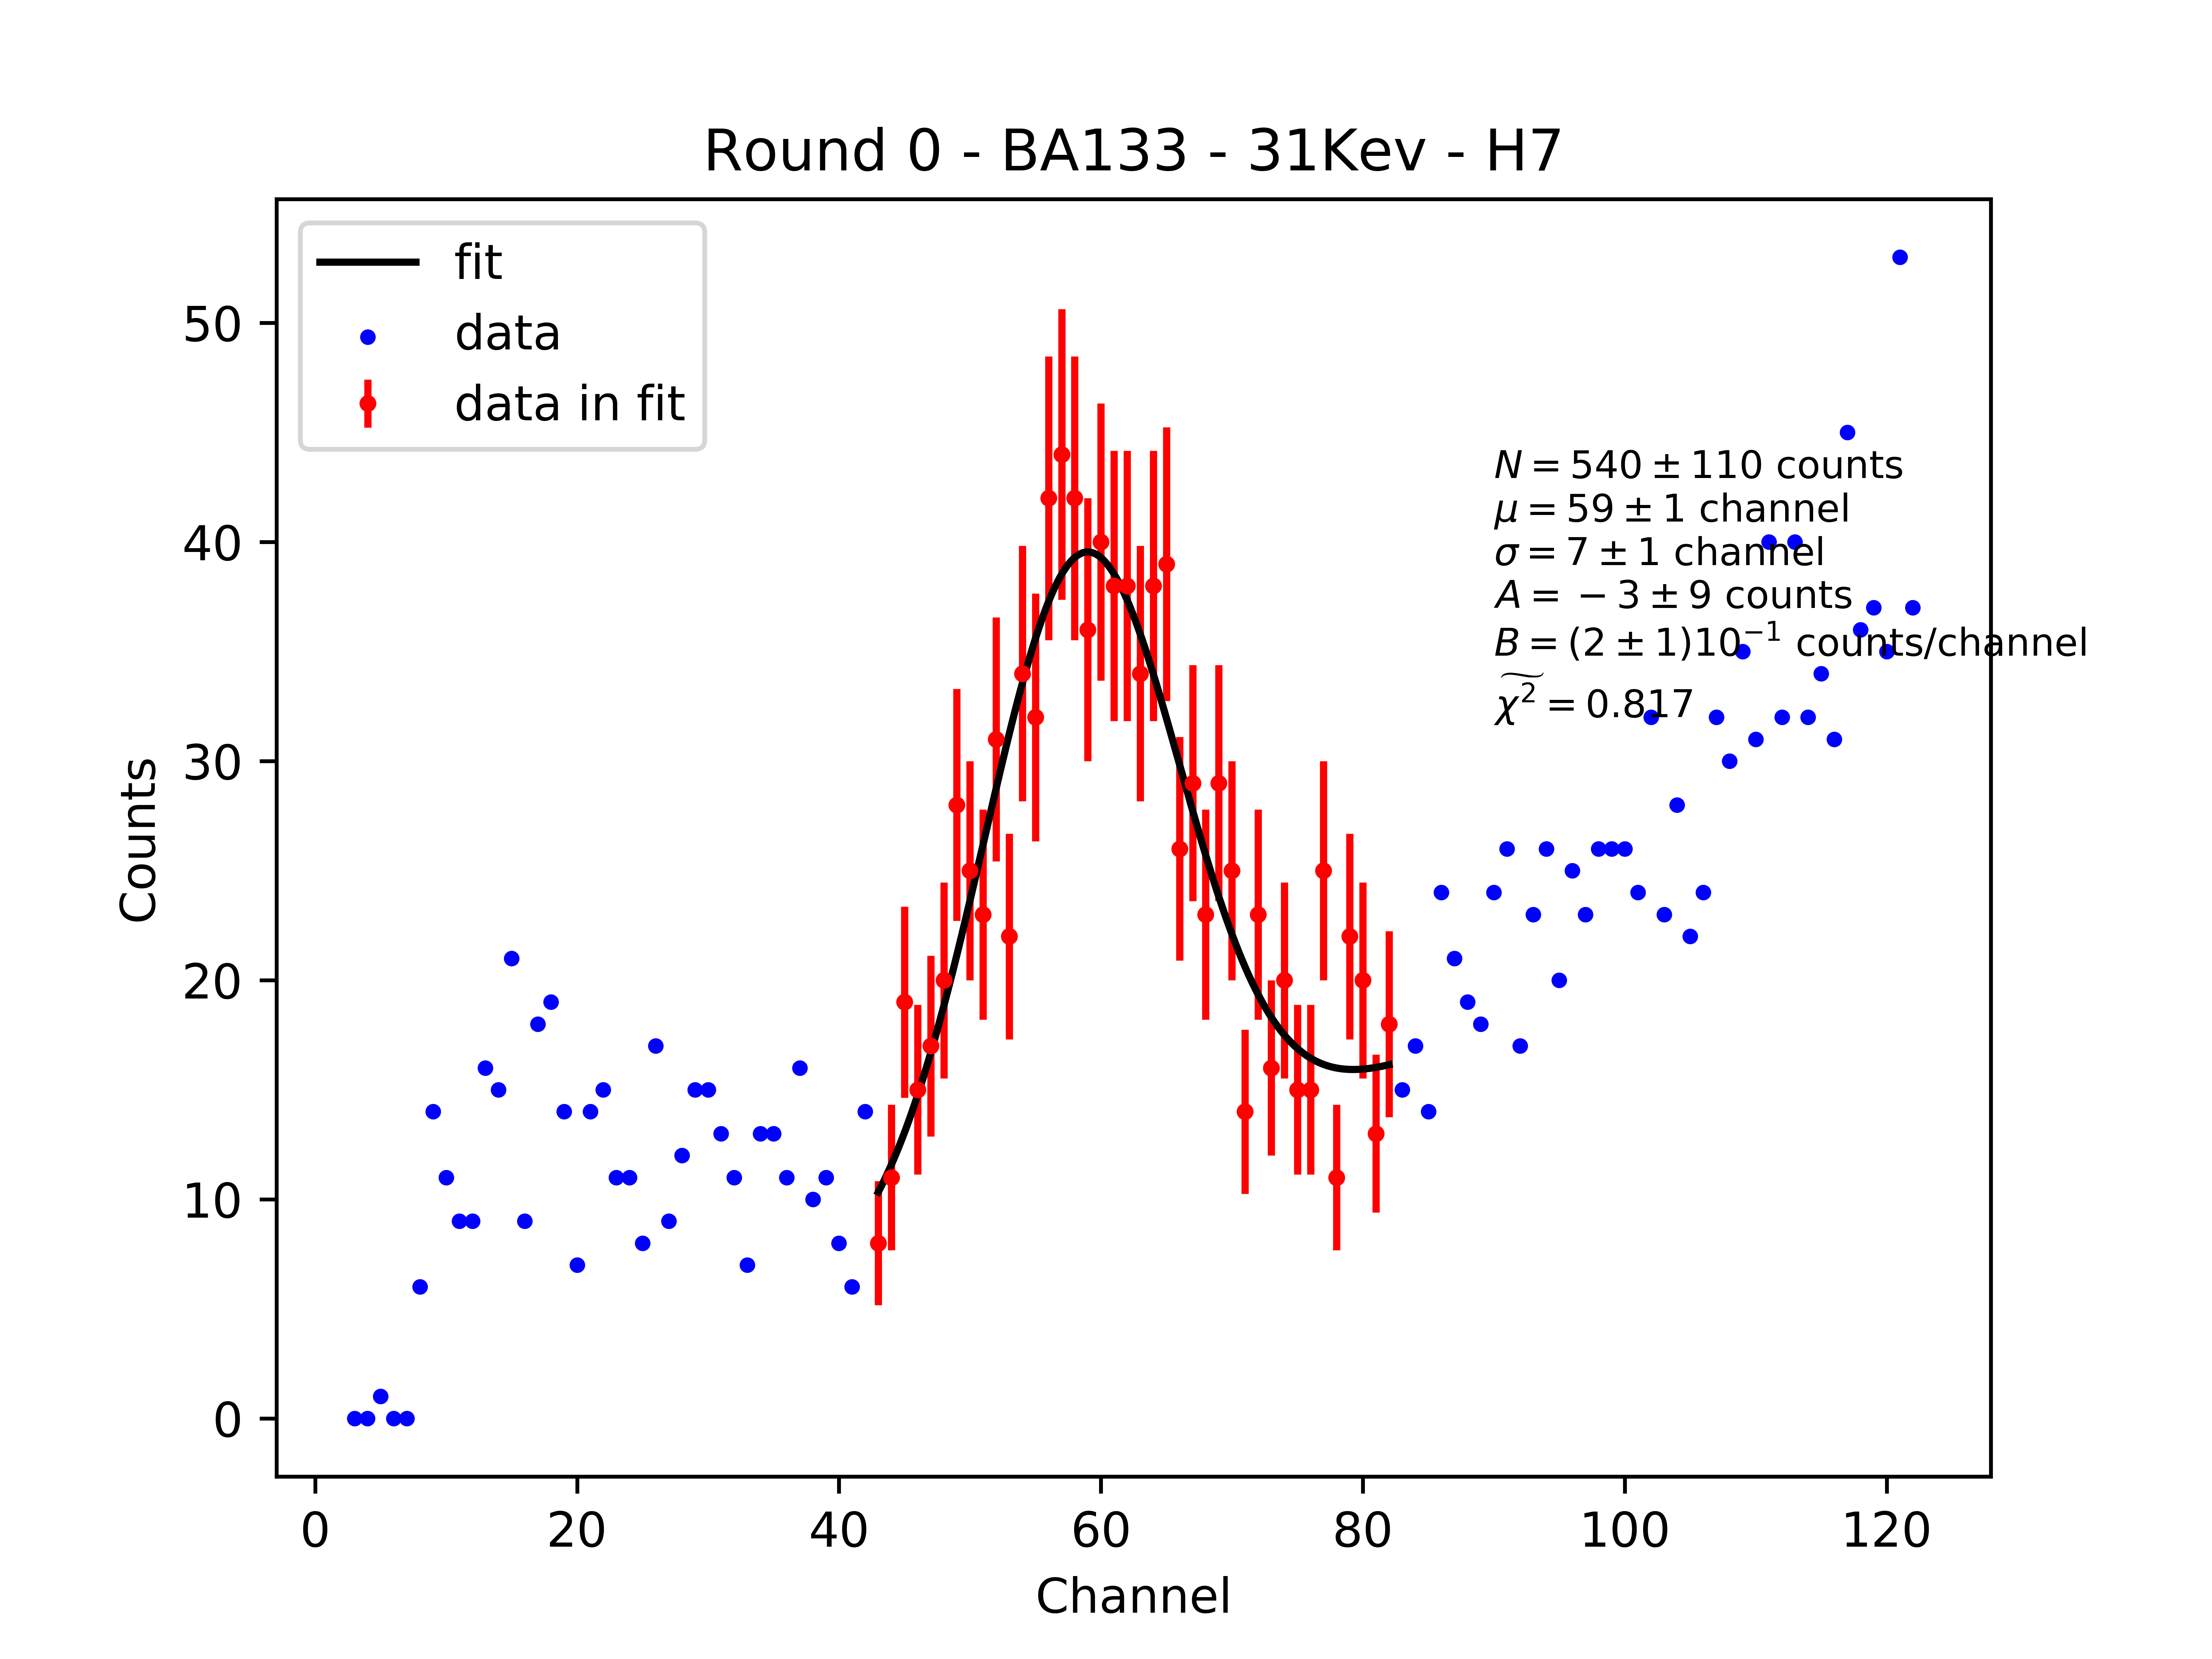 Round 0 - BA133 - 31Kev - H7
fit
data
data in fit
N = 540 ± 110 counts
μ = 59 ± 1 channel
σ = 7 ± 1 channel
A = − 3 ± 9 counts
B = (2 ± 1)10⁻¹ counts/channel
χ̃² = 0.817
Counts
50
40
30
20
10
0
0 20 40 60 80 100 120
Channel